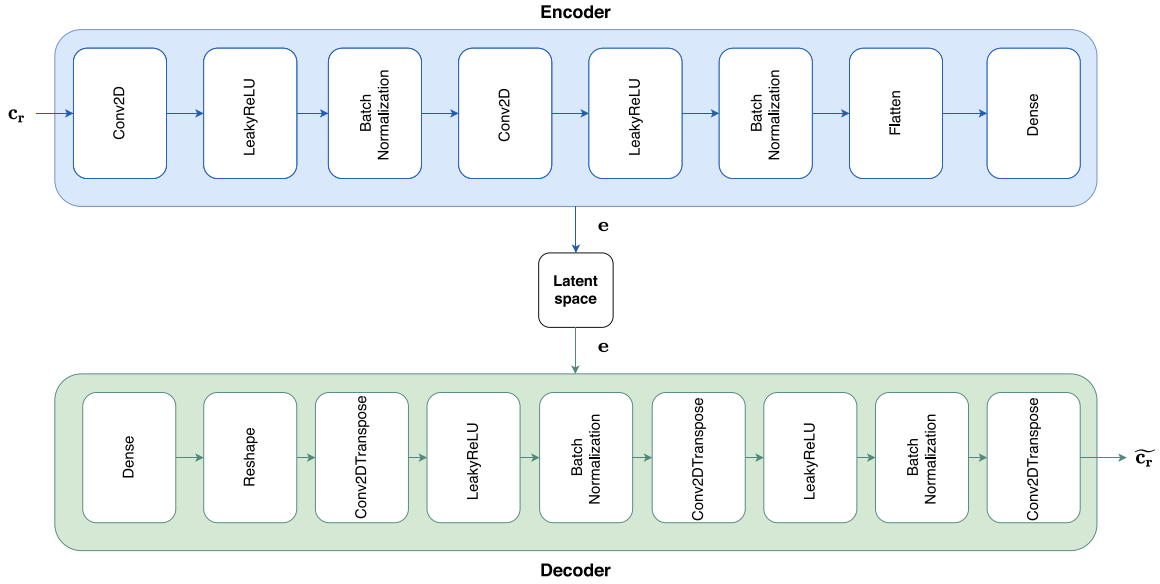 Encoder
c_r
Conv2D
LeakyReLU
Batch
Normalization
Conv2D
LeakyReLU
Batch
Normalization
Flatten
Dense
e
Latent
space
e
Dense
Reshape
Conv2DTranspose
LeakyReLU
Batch
Normalization
Conv2DTranspose
LeakyReLU
Batch
Normalization
Conv2DTranspose
c̃_r
Decoder